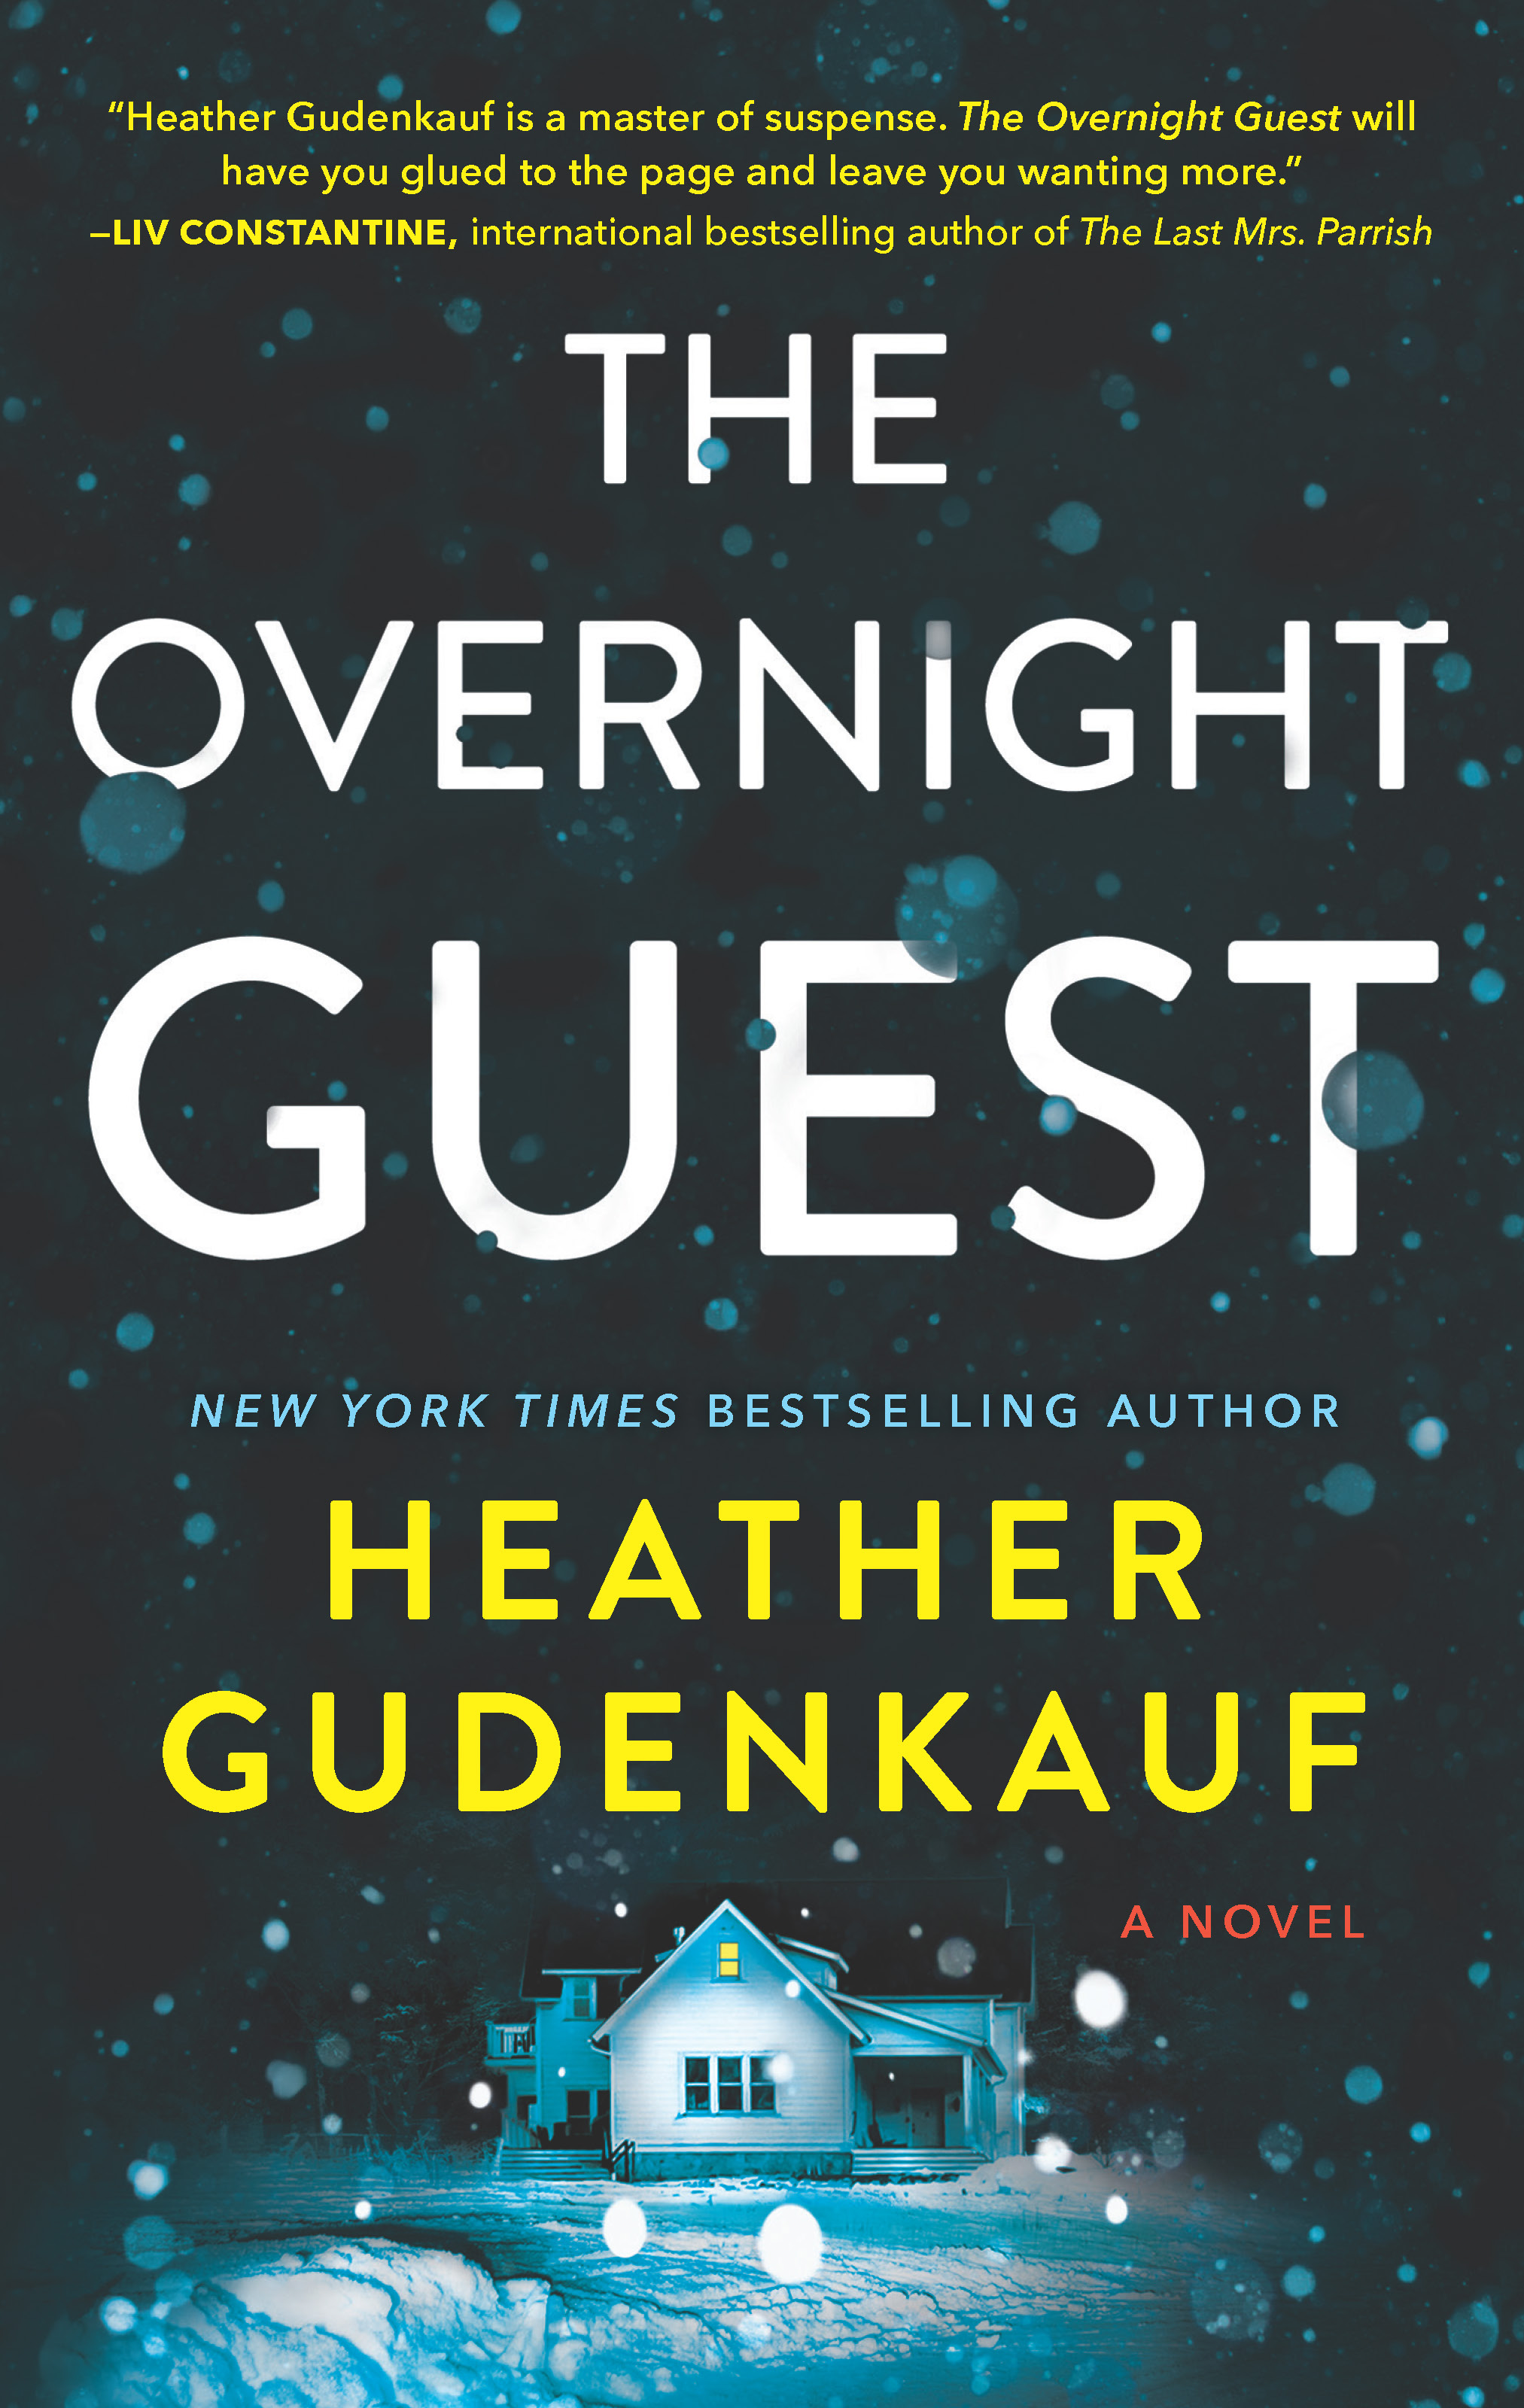 “Heather Gudenkauf is a master of suspense. The Overnight Guest will
have you glued to the page and leave you wanting more.”
–LIV CONSTANTINE, international bestselling author of The Last Mrs. Parrish
THE
OVERNIGHT
GUEST
NEW YORK TIMES BESTSELLING AUTHOR
HEATHER
GUDENKAUF
A NOVEL